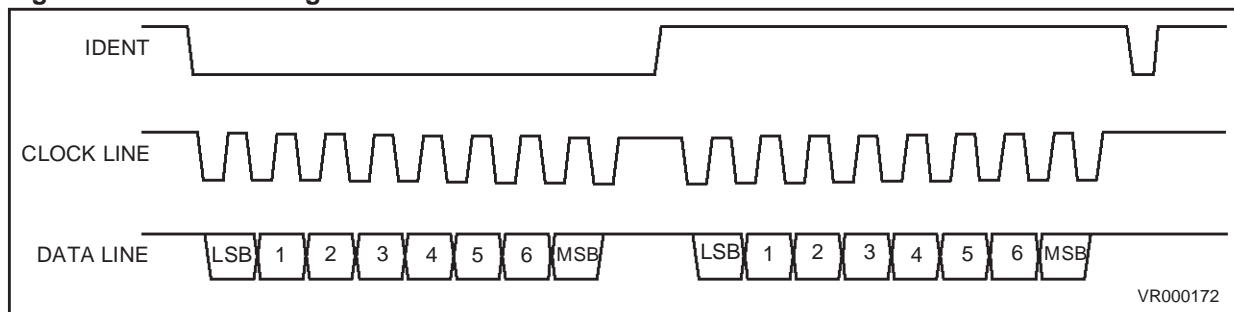 IDENT
CLOCK LINE
DATA LINE LSB 1 2 3 4 5 6 MSB LSB 1 2 3 4 5 6 MSB
VR000172